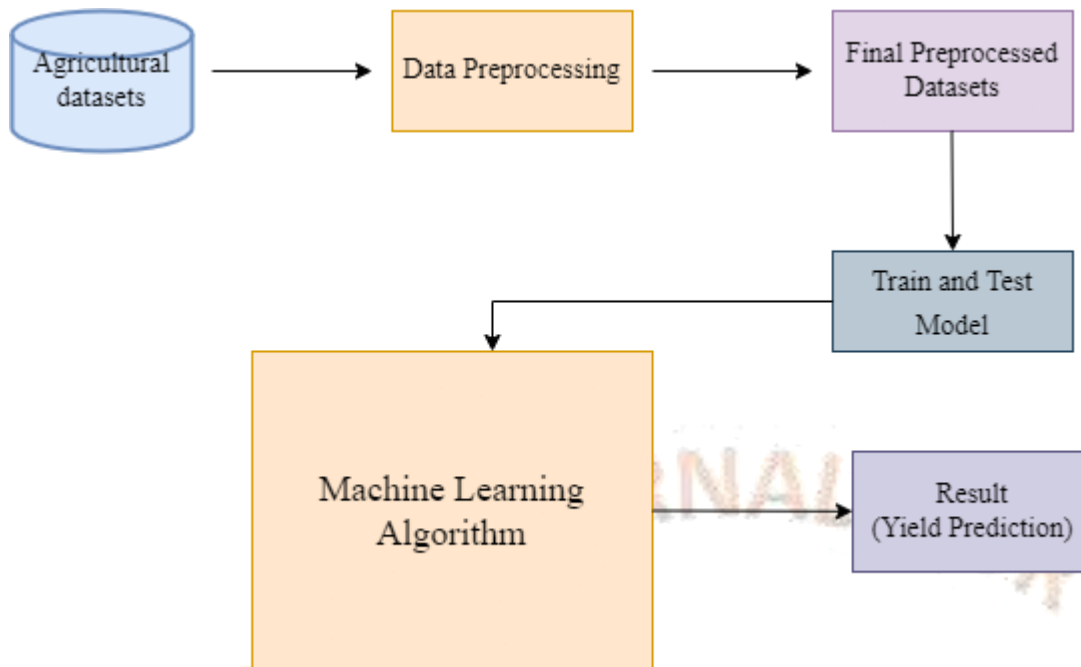 Agricultural
datasets
Data Preprocessing
Final Preprocessed
Datasets
Train and Test
Model
Machine Learning
Algorithm
Result
(Yield Prediction)